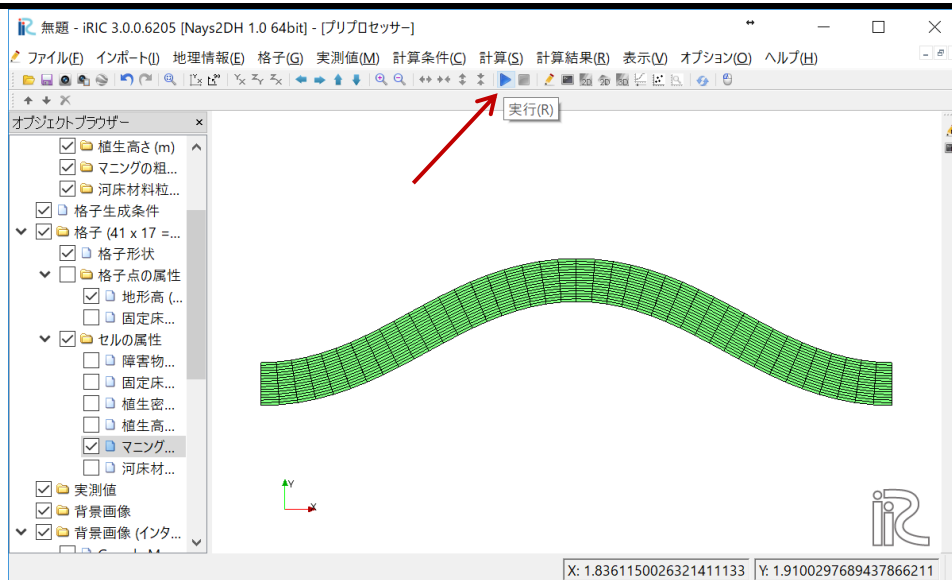 無題 - iRIC 3.0.0.6205 [Nays2DH 1.0 64bit] - [プリプロセッサー]
ファイル(F) インポート(I) 地理情報(E) 格子(G) 実測値(M) 計算条件(C) 計算(S) 計算結果(R) 表示(V) オプション(O) ヘルプ(H)
実行(R)
オブジェクトブラウザー
植生高さ(m)
マニングの粗...
河床材料粒...
格子生成条件
格子 (41 x 17 =...
格子形状
格子点の属性
地形高 (...
固定床...
セルの属性
障害物...
固定床...
植生密...
植生高...
マニング...
河床材...
実測値
背景画像
背景画像 (インタ...
Y
X
iRIC
X: 1.8361150026321411133 Y: 1.9100297689437866211